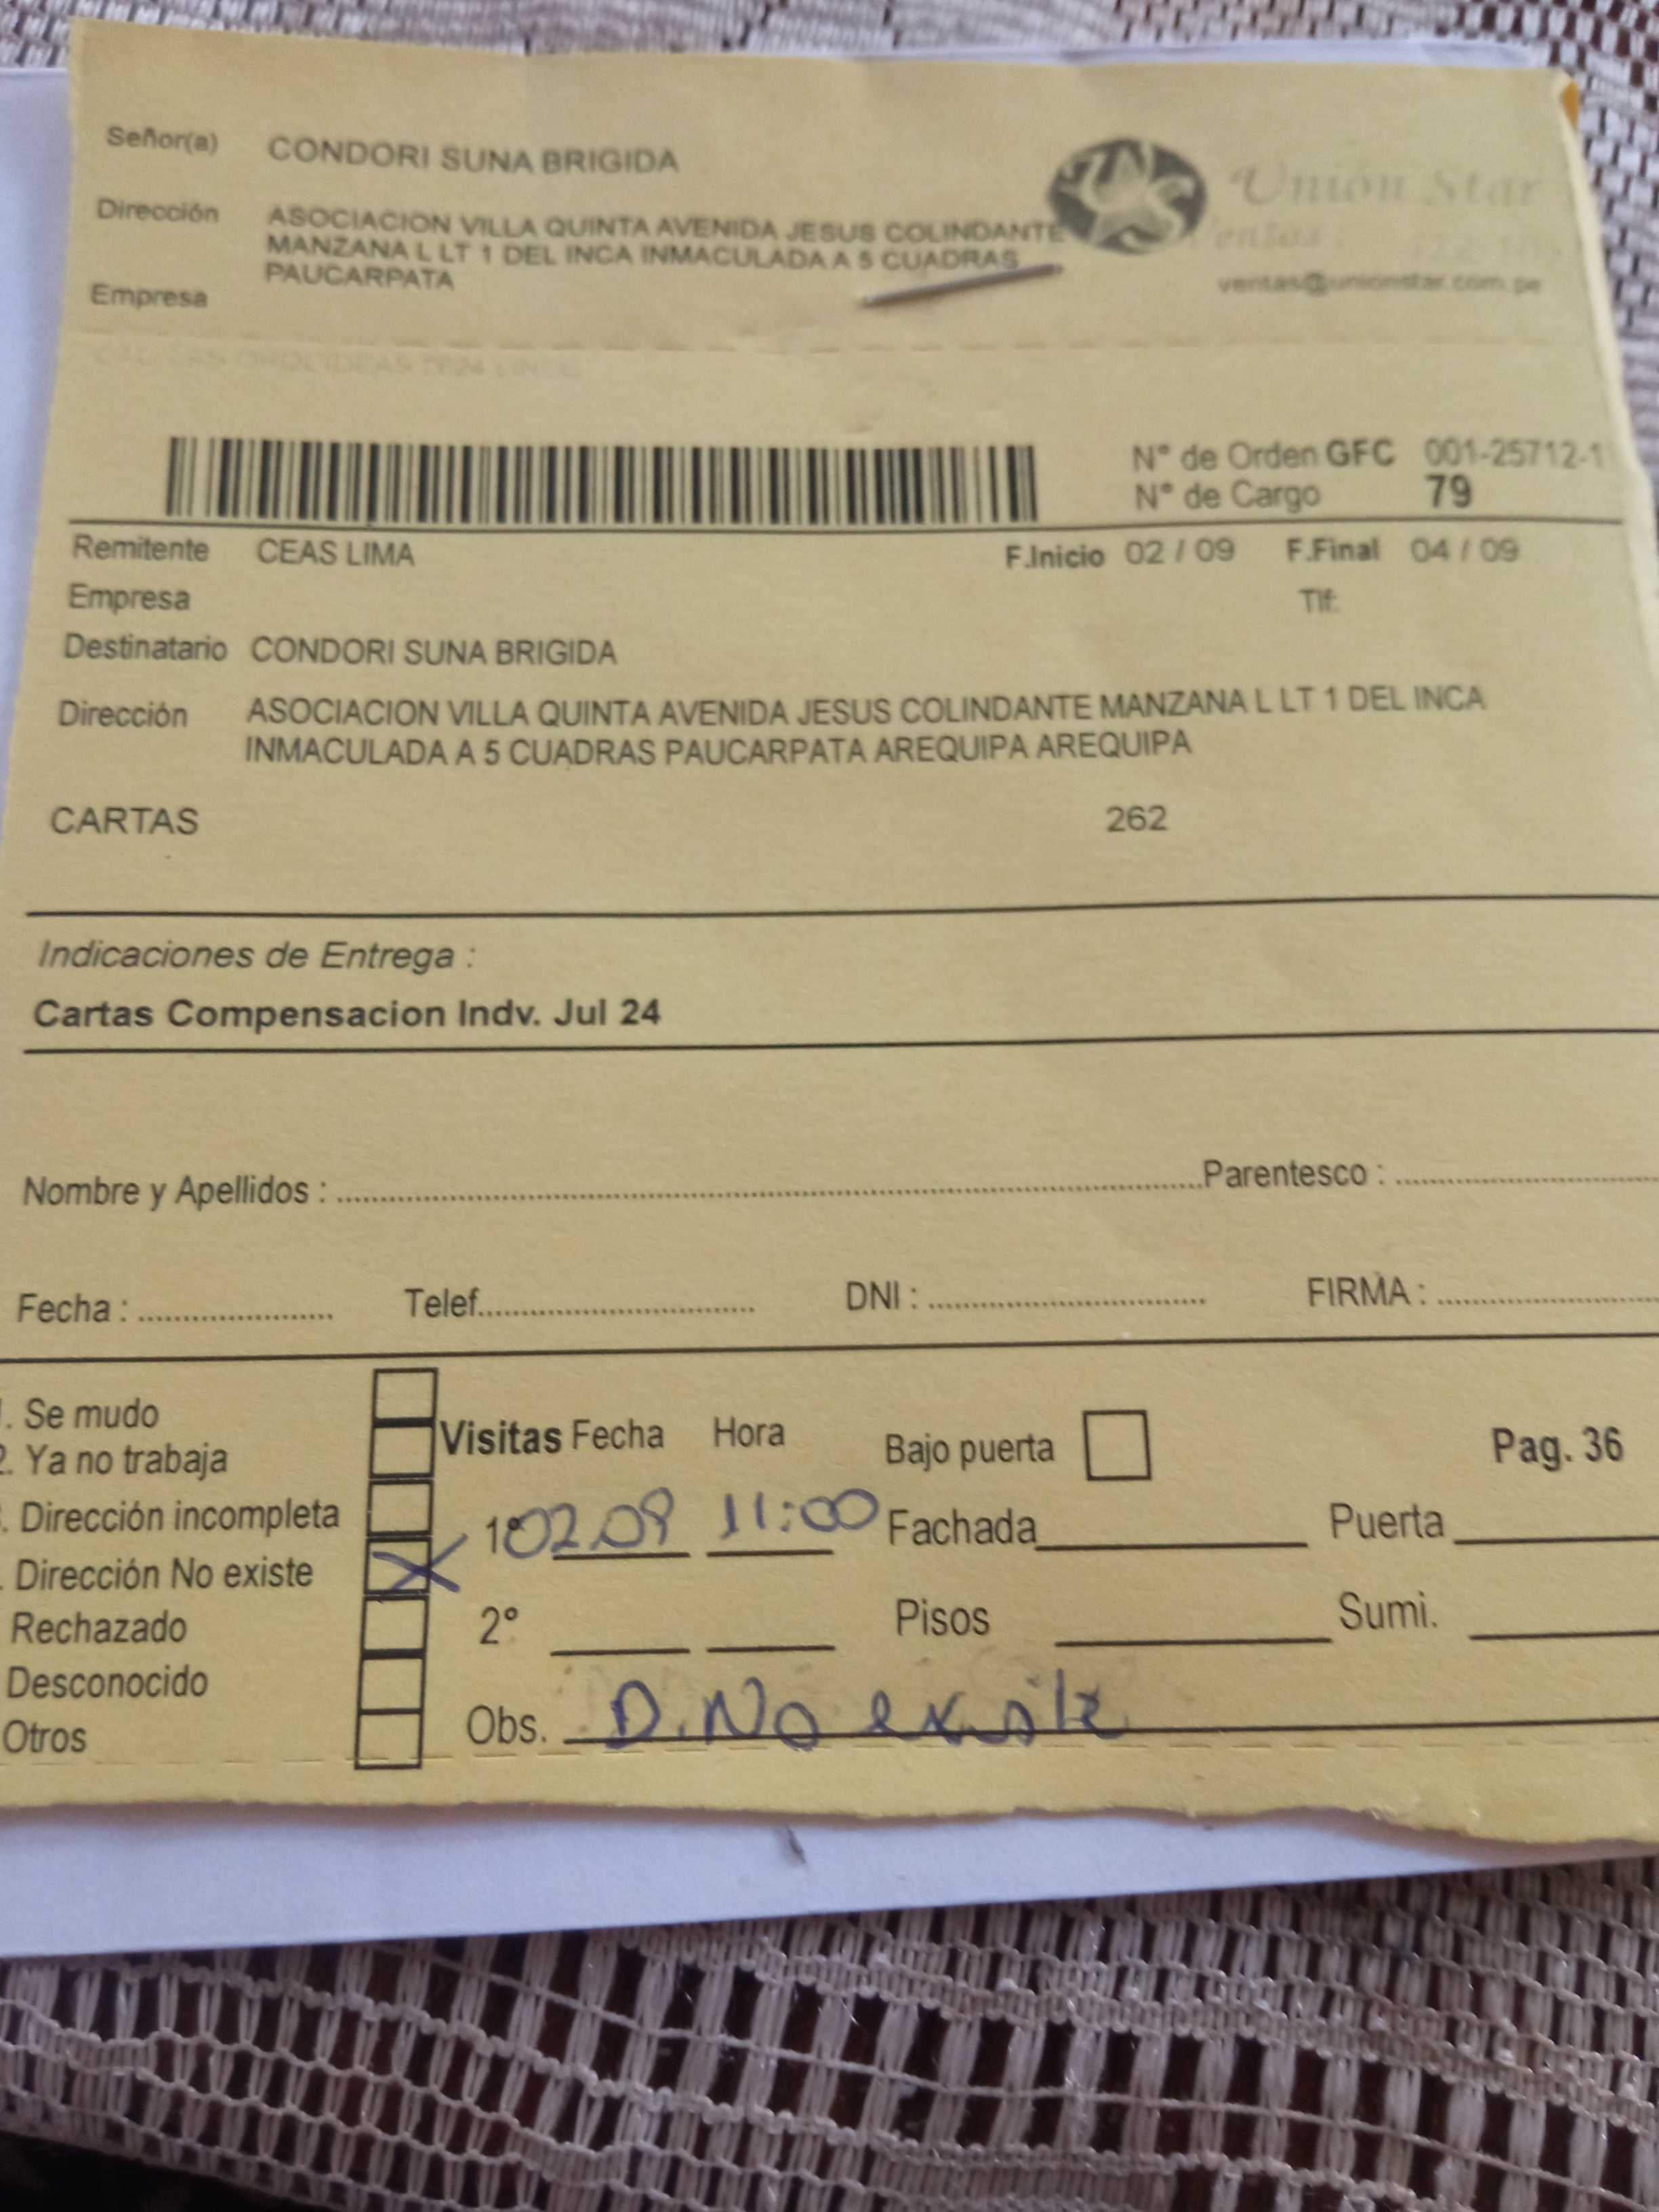 Señor(a) CONDORI SUNA BRIGIDA
Unión Star
Dirección ASOCIACION VILLA QUINTA AVENIDA JESUS COLINDANTE
MANZANA L LT 1 DEL INCA INMACULADA A 5 CUADRAS
PAUCARPATA
ventas@unionstar.com.pe
Empresa
N° de Orden GFC 001-25712-1
N° de Cargo 79
Remitente CEAS LIMA F.Inicio 02 / 09 F.Final 04 / 09
Empresa Tlf:
Destinatario CONDORI SUNA BRIGIDA
Dirección ASOCIACION VILLA QUINTA AVENIDA JESUS COLINDANTE MANZANA L LT 1 DEL INCA
INMACULADA A 5 CUADRAS PAUCARPATA AREQUIPA AREQUIPA
CARTAS 262
Indicaciones de Entrega :
Cartas Compensacion Indv. Jul 24
Nombre y Apellidos : Parentesco :
Fecha : Telef. DNI : FIRMA :
. Se mudo
2. Ya no trabaja
. Dirección incompleta
. Dirección No existe
Rechazado
Desconocido
Otros
Visitas Fecha Hora Bajo puerta Pag. 36
1° 02.09 11:00 Fachada Puerta
2° Pisos Sumi.
Obs. D. No existe